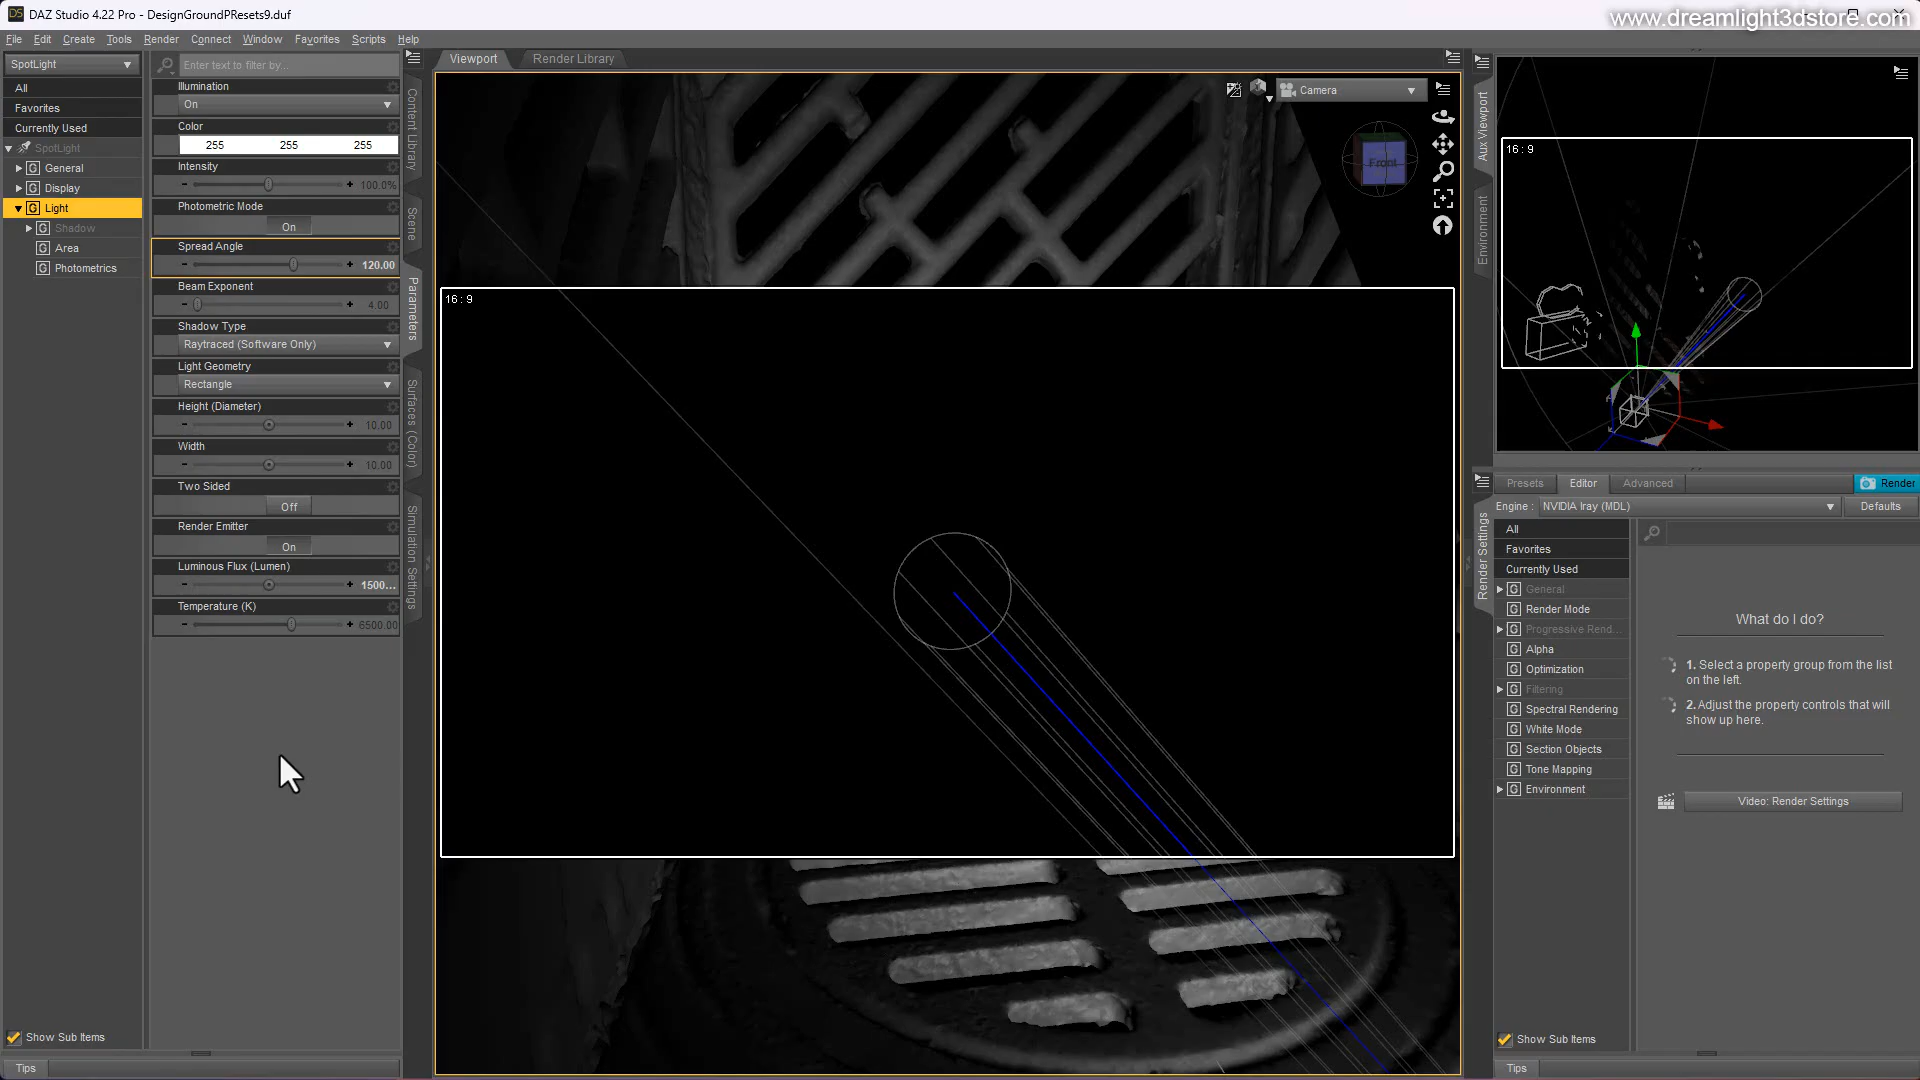 DAZ Studio 4.22 Pro - DesignGroundPResets9.duf
www.dreamlight3dstore.com
File Edit Create Tools Render Connect Window Favorites Scripts Help
SpotLight
All
Favorites
Currently Used
SpotLight
General
Display
Light
Shadow
Area
Photometrics
Show Sub Items
Tips
Enter text to filter by...
Illumination
On
Color
255 255 255
Intensity
100.0%
Photometric Mode
On
Spread Angle
120.00
Beam Exponent
4.00
Shadow Type
Raytraced (Software Only)
Light Geometry
Rectangle
Height (Diameter)
10.00
Width
10.00
Two Sided
Off
Render Emitter
On
Luminous Flux (Lumen)
1500...
Temperature (K)
6500.00
Content Library
Scene
Parameters
Surfaces (Color)
Simulation Settings
Viewport Render Library
Camera
Front
16 : 9
Aux Viewport
Environment
16 : 9
Render Settings
Presets Editor Advanced Render
Engine : NVIDIA Iray (MDL) Defaults
All
Favorites
Currently Used
General
Render Mode
Progressive Rend...
Alpha
Optimization
Filtering
Spectral Rendering
White Mode
Section Objects
Tone Mapping
Environment
Show Sub Items
Tips
What do I do?
1. Select a property group from the list
on the left.
2. Adjust the property controls that will
show up here.
Video: Render Settings